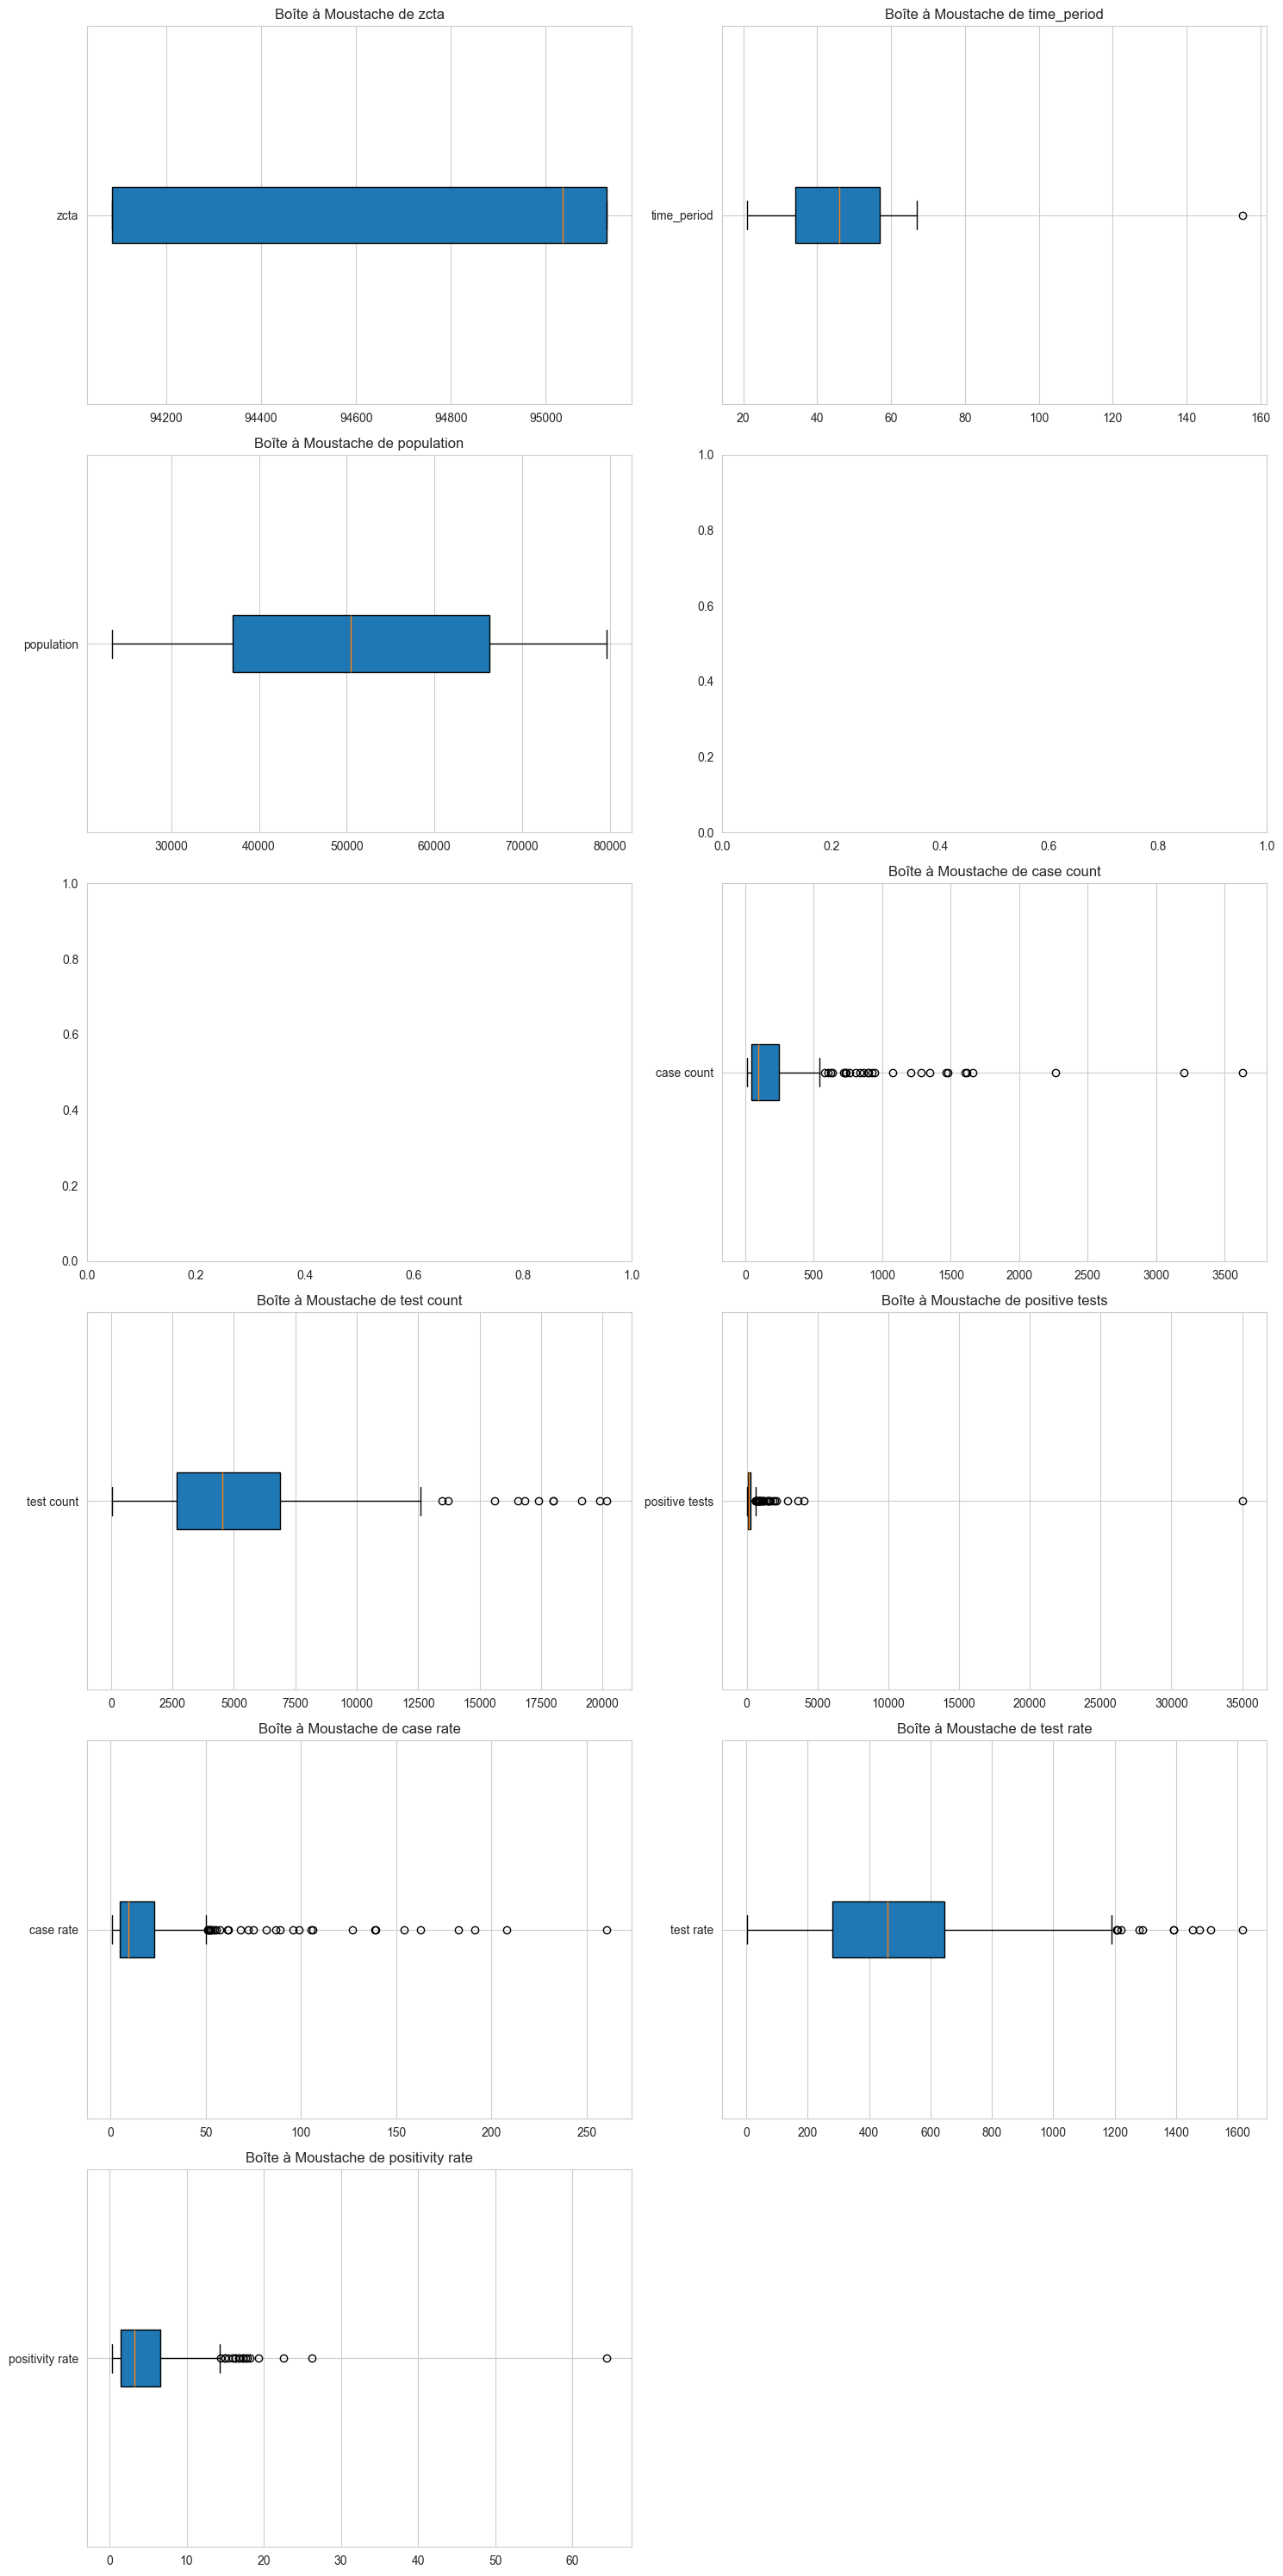 Boîte à Moustache de zcta
zcta
94200 94400 94600 94800 95000
Boîte à Moustache de time_period
time_period
20 40 60 80 100 120 140 160
Boîte à Moustache de population
population
30000 40000 50000 60000 70000 80000
1.0
0.8
0.6
0.4
0.2
0.0
0.0 0.2 0.4 0.6 0.8 1.0
1.0
0.8
0.6
0.4
0.2
0.0
0.0 0.2 0.4 0.6 0.8 1.0
Boîte à Moustache de case count
case count
0 500 1000 1500 2000 2500 3000 3500
Boîte à Moustache de test count
test count
0 2500 5000 7500 10000 12500 15000 17500 20000
Boîte à Moustache de positive tests
positive tests
0 5000 10000 15000 20000 25000 30000 35000
Boîte à Moustache de case rate
case rate
0 50 100 150 200 250
Boîte à Moustache de test rate
test rate
0 200 400 600 800 1000 1200 1400 1600
Boîte à Moustache de positivity rate
positivity rate
0 10 20 30 40 50 60